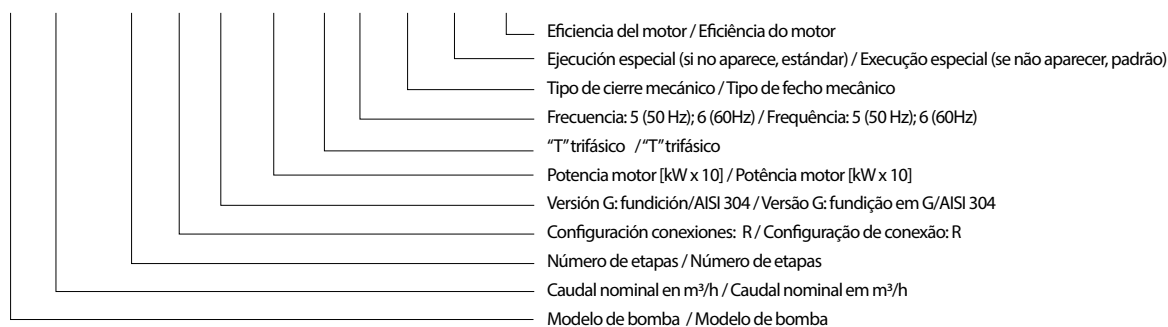 Eficiencia del motor / Eficiência do motor
Ejecución especial (si no aparece, estándar) / Execução especial (se não aparecer, padrão)
Tipo de cierre mecánico / Tipo de fecho mecânico
Frecuencia: 5 (50 Hz); 6 (60Hz) / Frequência: 5 (50 Hz); 6 (60Hz)
“T” trifásico / “T” trifásico
Potencia motor [kW x 10] / Potência motor [kW x 10]
Versión G: fundición/AISI 304 / Versão G: fundição em G/AISI 304
Configuración conexiones: R / Configuração de conexão: R
Número de etapas / Número de etapas
Caudal nominal en m³/h / Caudal nominal em m³/h
Modelo de bomba / Modelo de bomba